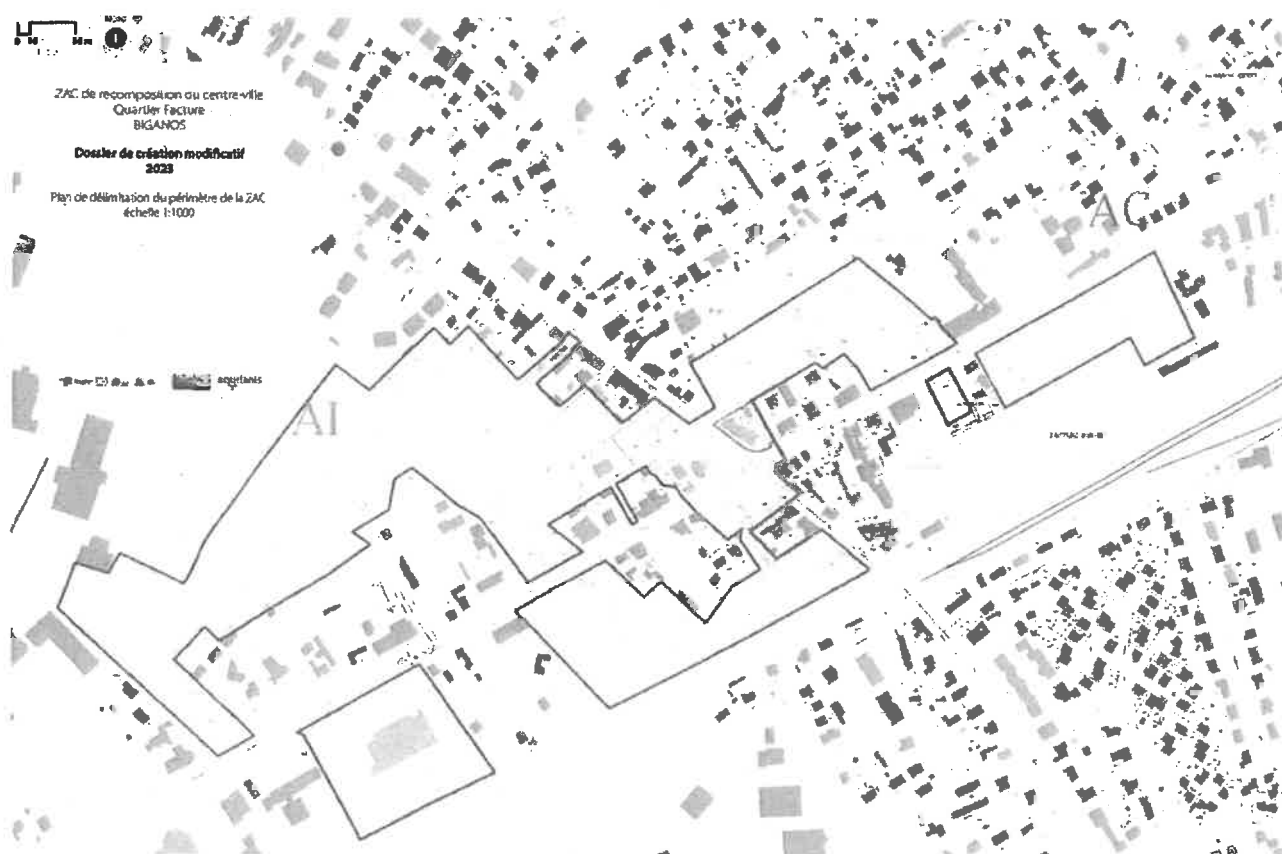 ZAC de recomposition du centre-ville
Quartier Facture
BIGANOS
Dossier de création modificatif
2023
Plan de délimitation du périmètre de la ZAC
échelle 1:1000
aquitanis
AC
AI